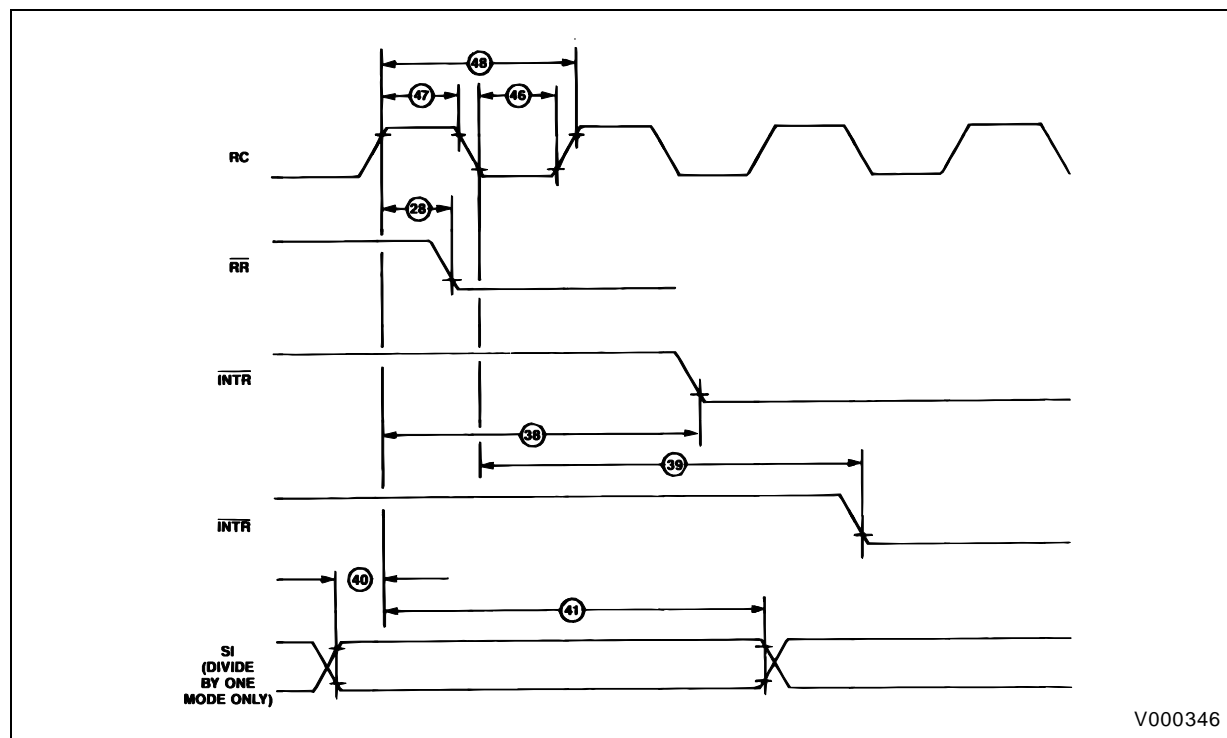 48
47
46
RC
28
RR
INTR
38
39
INTR
40
41
SI
(DIVIDE
BY ONE
MODE ONLY)
V000346